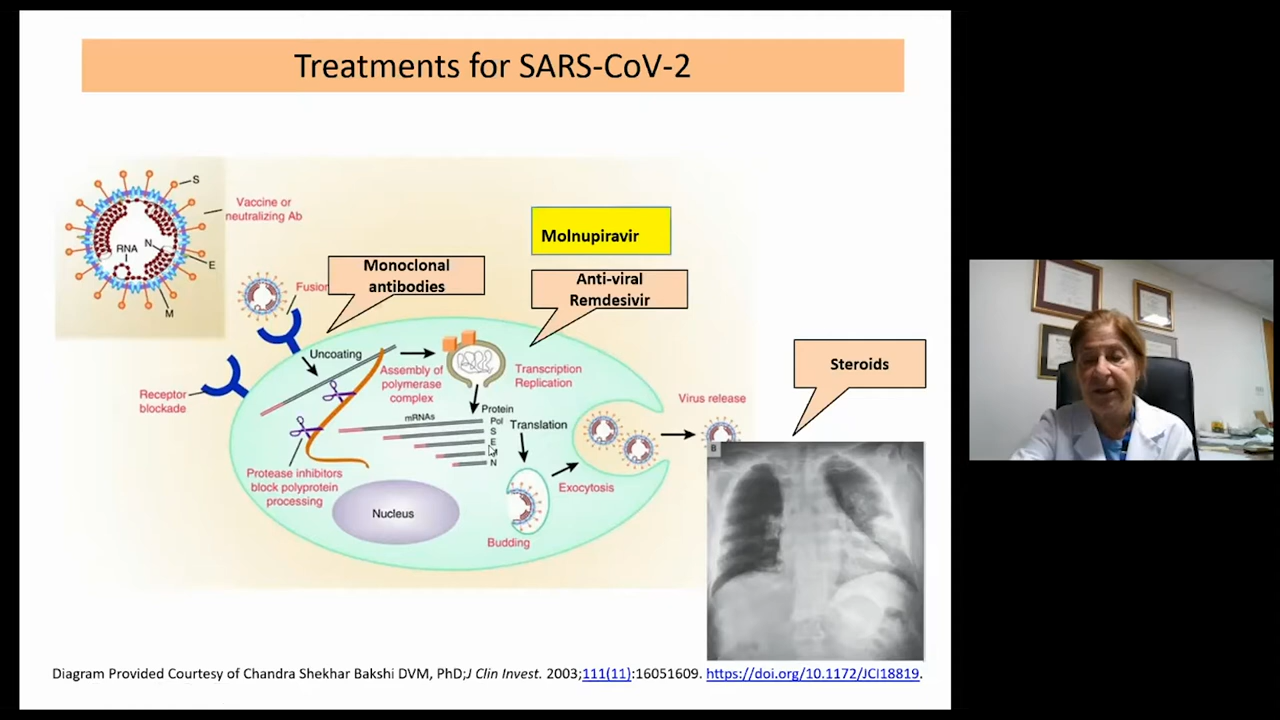 Treatments for SARS-CoV-2
S
Vaccine or
neutralizing Ab
RNA
N
E
M
Molnupiravir
Monoclonal
antibodies
Anti-viral
Remdesivir
Fusion
Uncoating
Assembly of
polymerase
complex
Transcription
Replication
Steroids
Receptor
blockade
Virus release
mRNAs
Protein
Pol
S
E
N
Translation
Protease inhibitors
block polyprotein
processing
Exocytosis
Nucleus
Budding
B
Diagram Provided Courtesy of Chandra Shekhar Bakshi DVM, PhD;J Clin Invest. 2003;111(11):16051609. https://doi.org/10.1172/JCI18819.